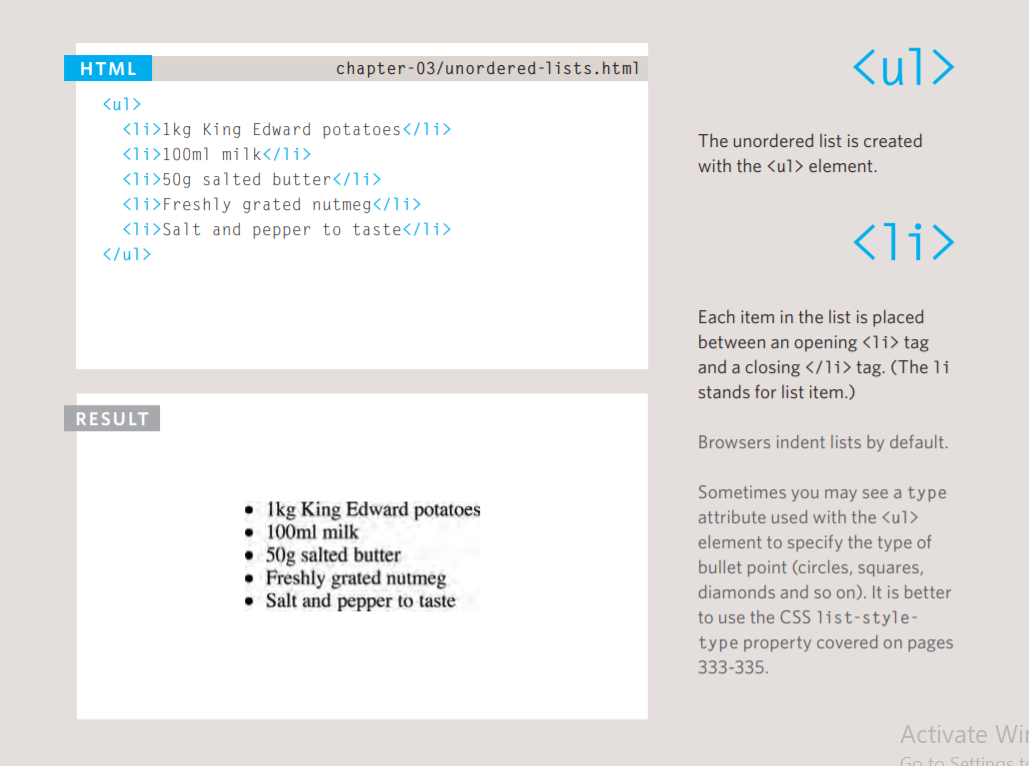 HTML
chapter-03/unordered-lists.html
<ul>
<li>1kg King Edward potatoes</li>
<li>100ml milk</li>
<li>50g salted butter</li>
<li>Freshly grated nutmeg</li>
<li>Salt and pepper to taste</li>
</ul>
RESULT
1kg King Edward potatoes
100ml milk
50g salted butter
Freshly grated nutmeg
Salt and pepper to taste
<ul>
The unordered list is created
with the <ul> element.
<li>
Each item in the list is placed
between an opening <li> tag
and a closing </li> tag. (The li
stands for list item.)
Browsers indent lists by default.
Sometimes you may see a type
attribute used with the <ul>
element to specify the type of
bullet point (circles, squares,
diamonds and so on). It is better
to use the CSS list-style-
type property covered on pages
333-335.
Activate Wi
Go to Settings t